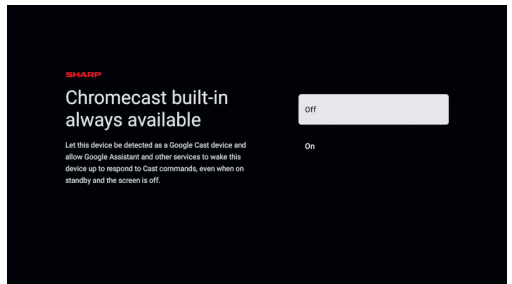 SHARP
Chromecast built-in
always available
Let this device be detected as a Google Cast device and
allow Google Assistant and other services to wake this
device up to respond to Cast commands, even when on
standby and the screen is off.
Off
On